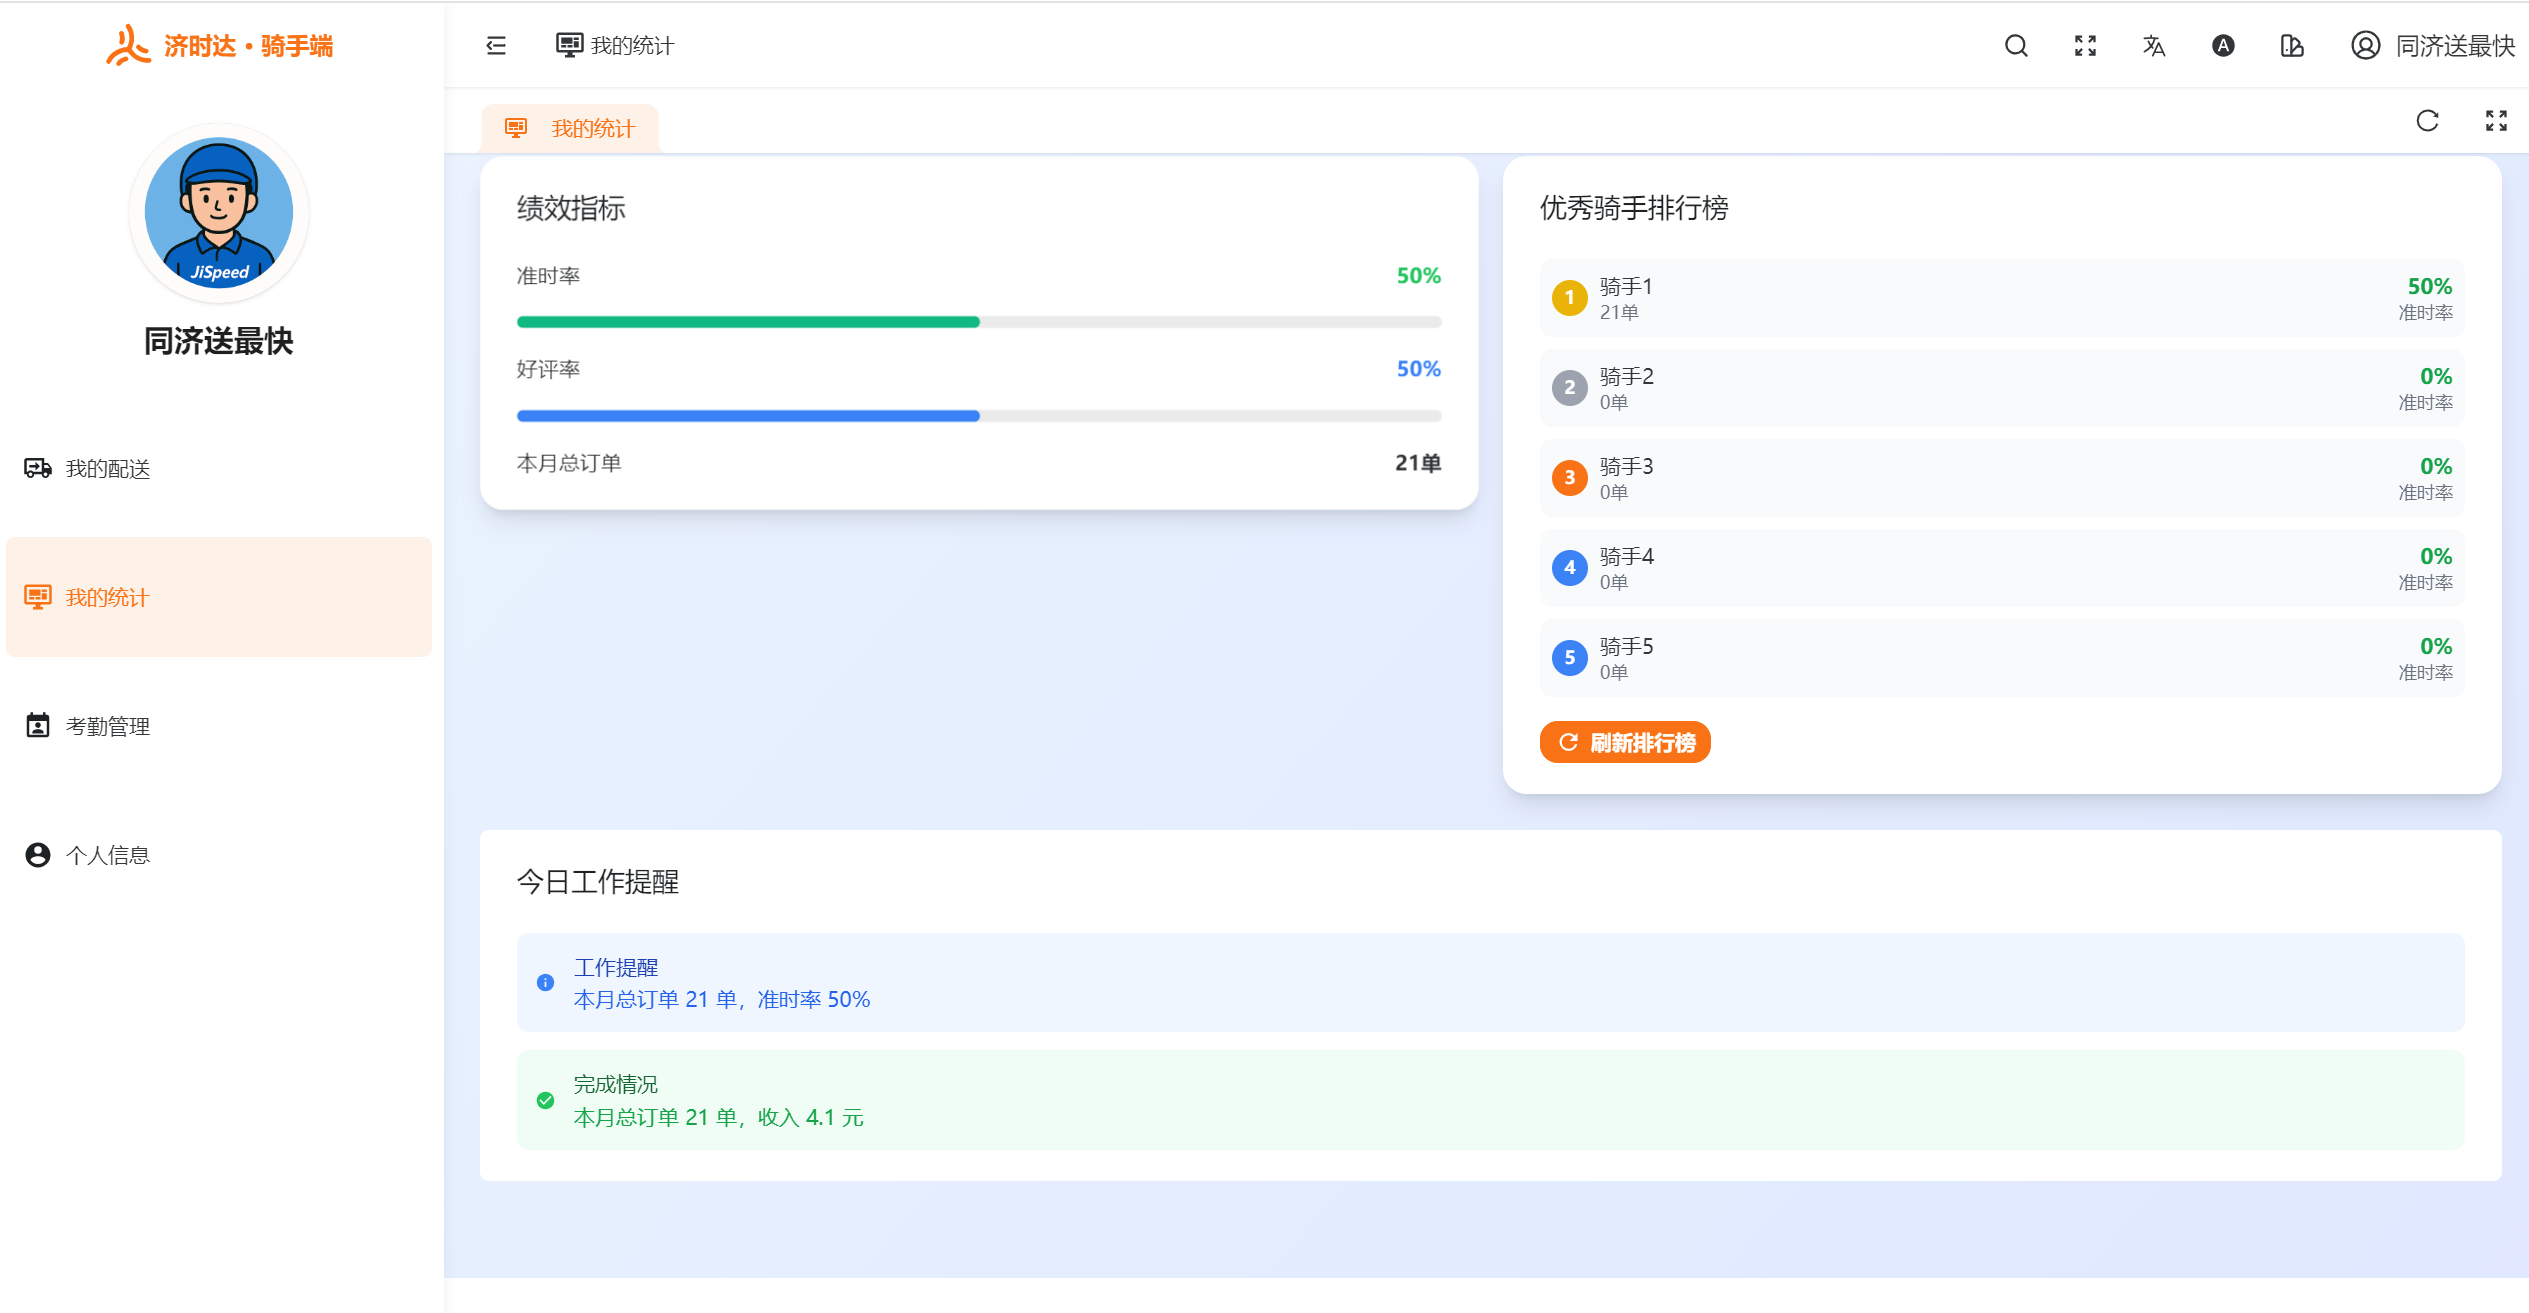 济时达·骑手端
我的统计
同济送最快
JiSpeed
同济送最快
我的配送
我的统计
考勤管理
个人信息
我的统计
绩效指标
准时率 50%
好评率 50%
本月总订单 21单
优秀骑手排行榜
1 骑手1 50%
21单 准时率
2 骑手2 0%
0单 准时率
3 骑手3 0%
0单 准时率
4 骑手4 0%
0单 准时率
5 骑手5 0%
0单 准时率
刷新排行榜
今日工作提醒
工作提醒
本月总订单 21 单，准时率 50%
完成情况
本月总订单 21 单，收入 4.1 元